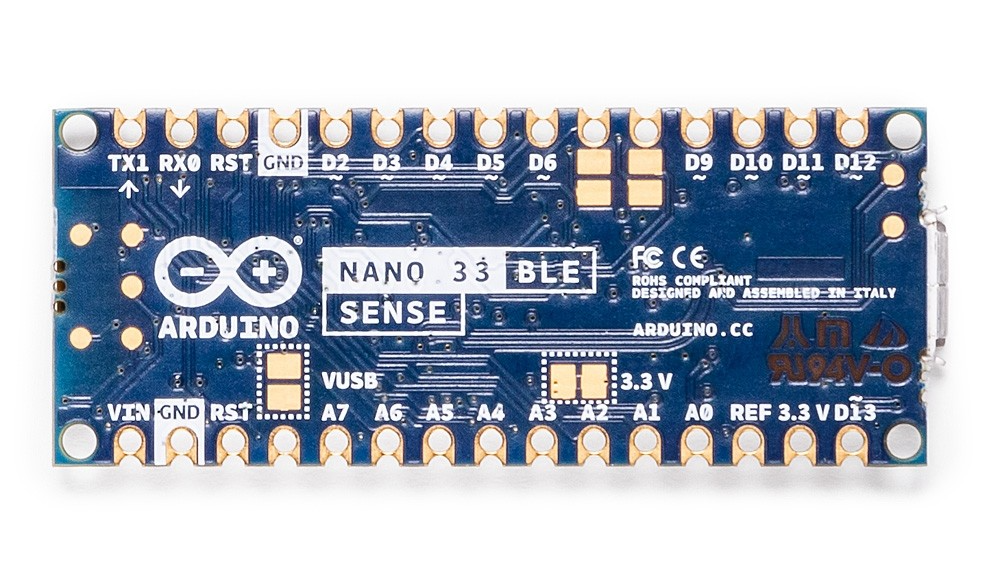 TX1 RX0 RST GND D2 D3 D4 D5 D6 D9 D10 D11 D12
~ ~ ~ ~ ~ ~ ~ ~ ~
NANO 33 BLE
SENSE
ARDUINO
FC CE
ROHS COMPLIANT
DESIGNED AND ASSEMBLED IN ITALY
ARDUINO.CC
94V-0
VUSB
3.3 V
VIN GND RST A7 A6 A5 A4 A3 A2 A1 A0 REF 3.3 V D13